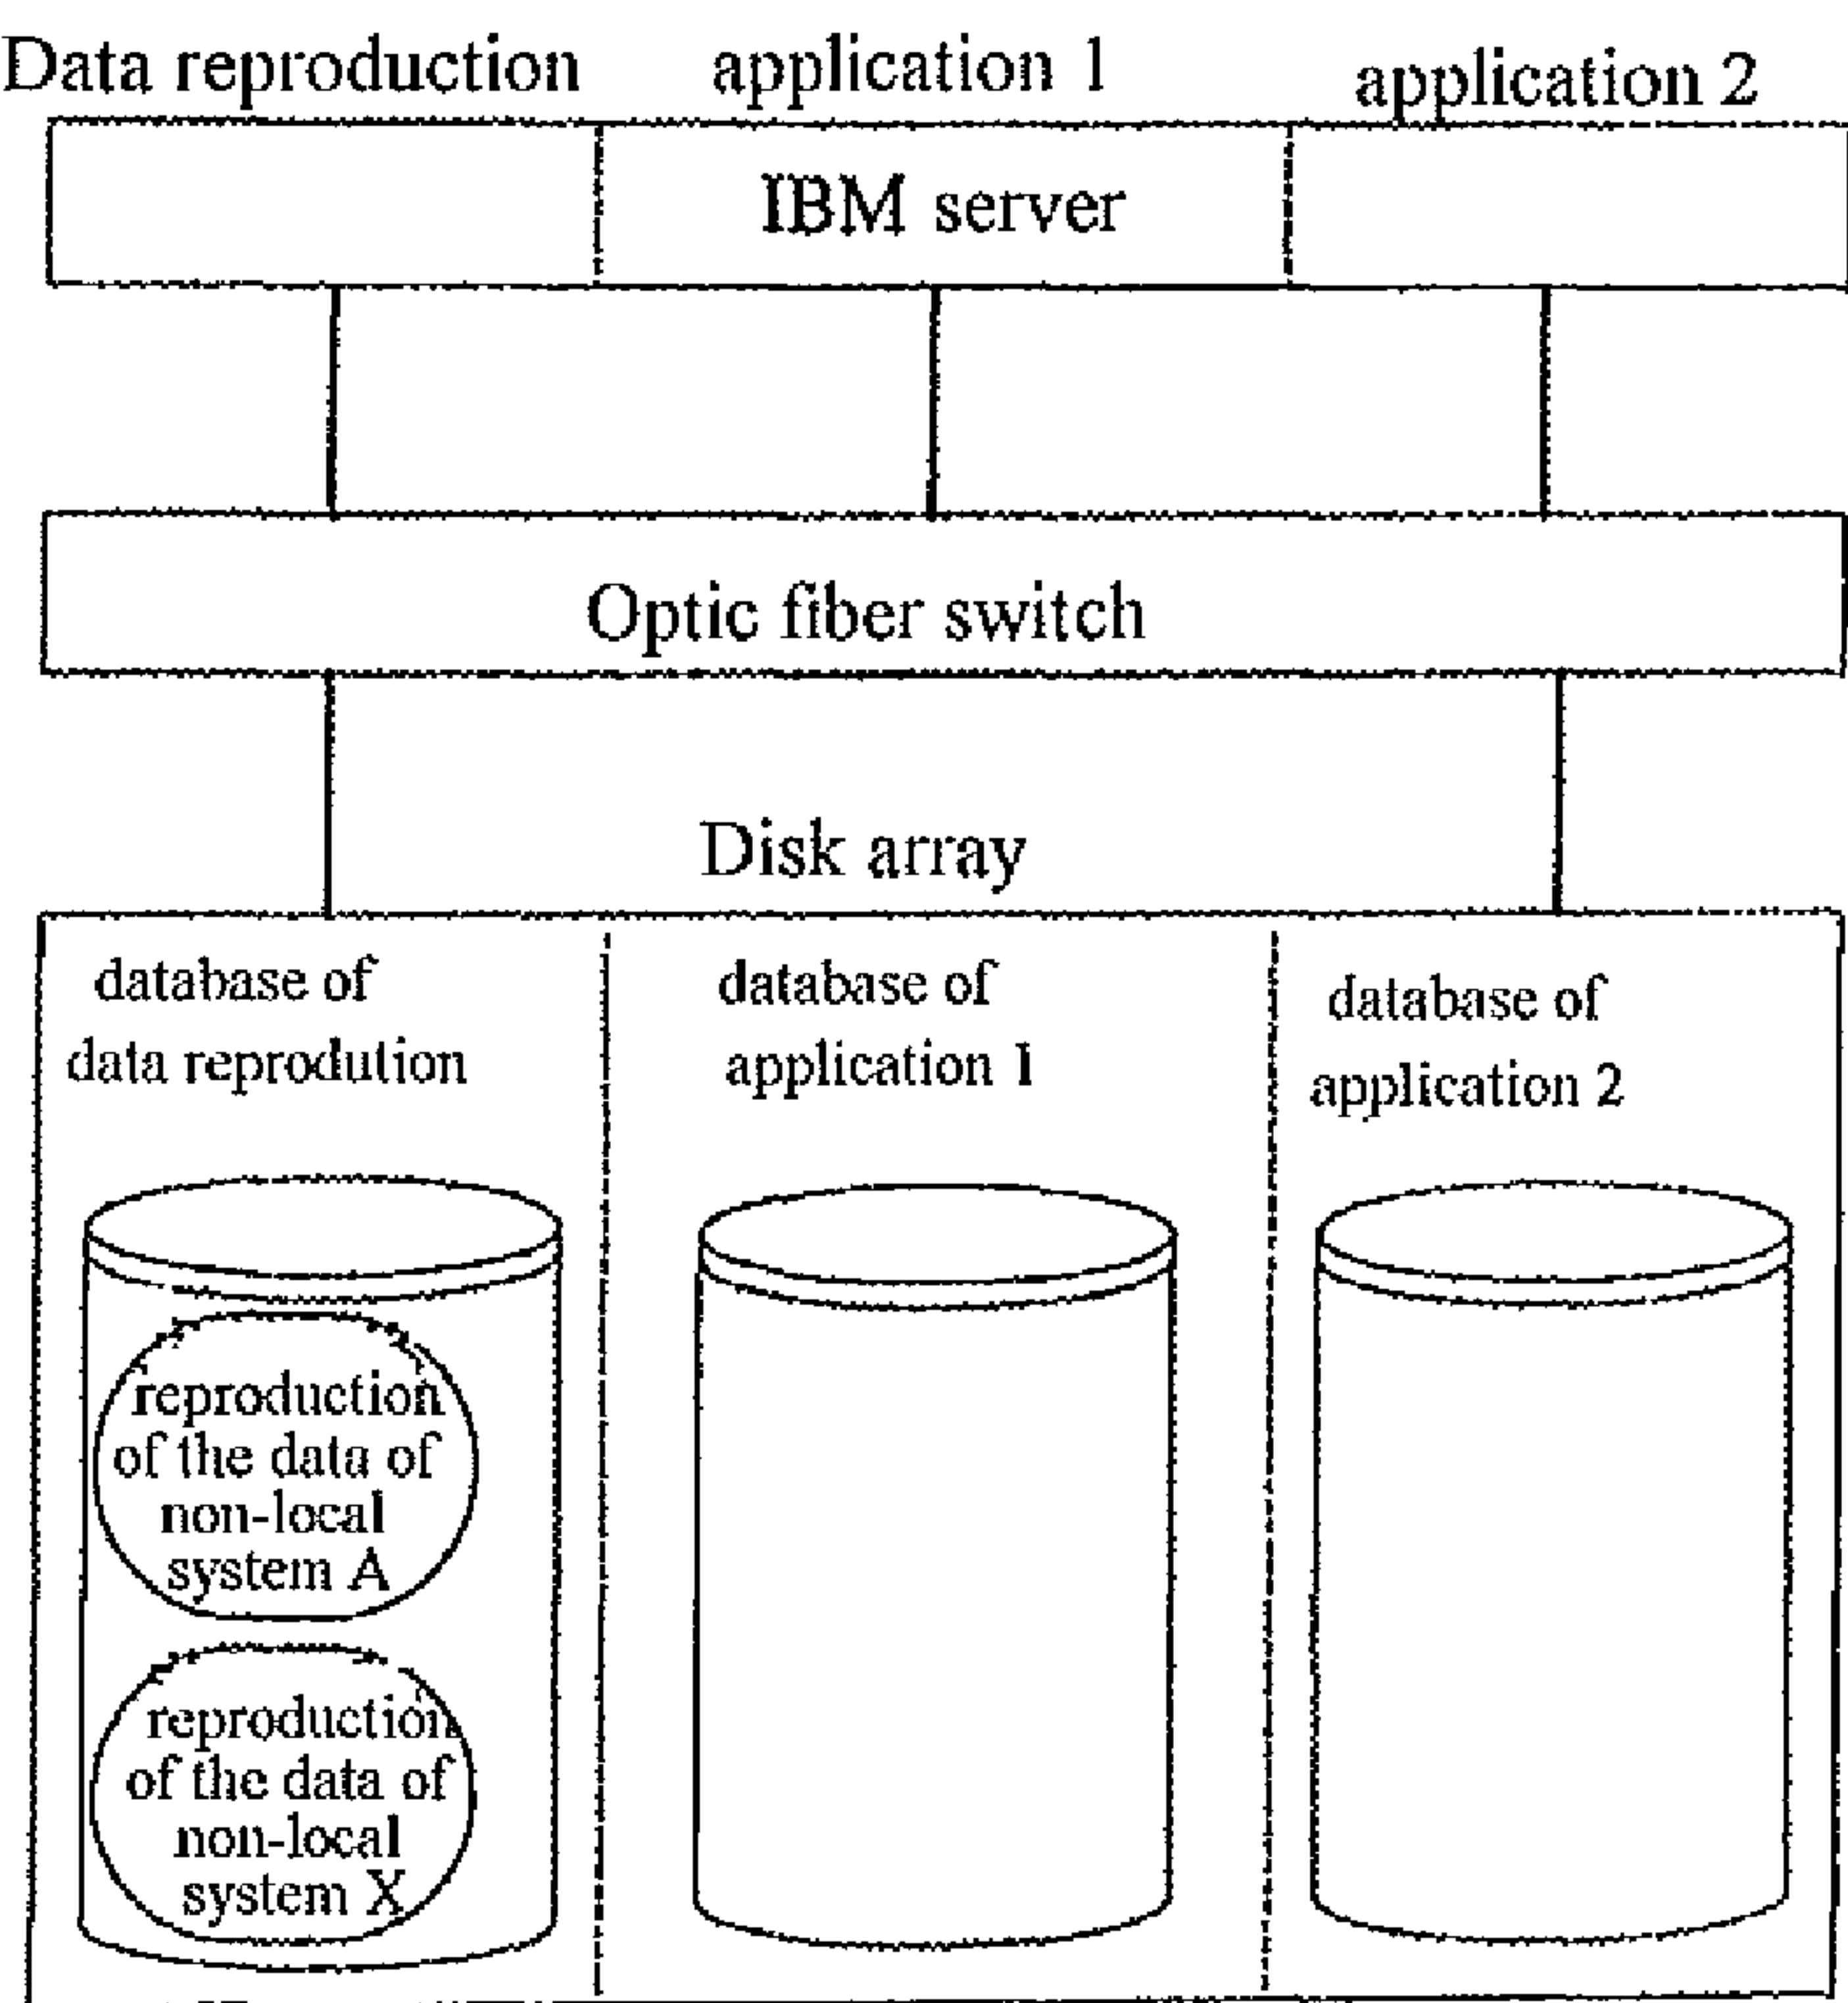 Data reproduction application 1 application 2
IBM server
Optic fiber switch
Disk array
database of
data reprodution
database of
application 1
database of
application 2
reproduction
of the data of
non-local
system A
reproduction
of the data of
non-local
system X